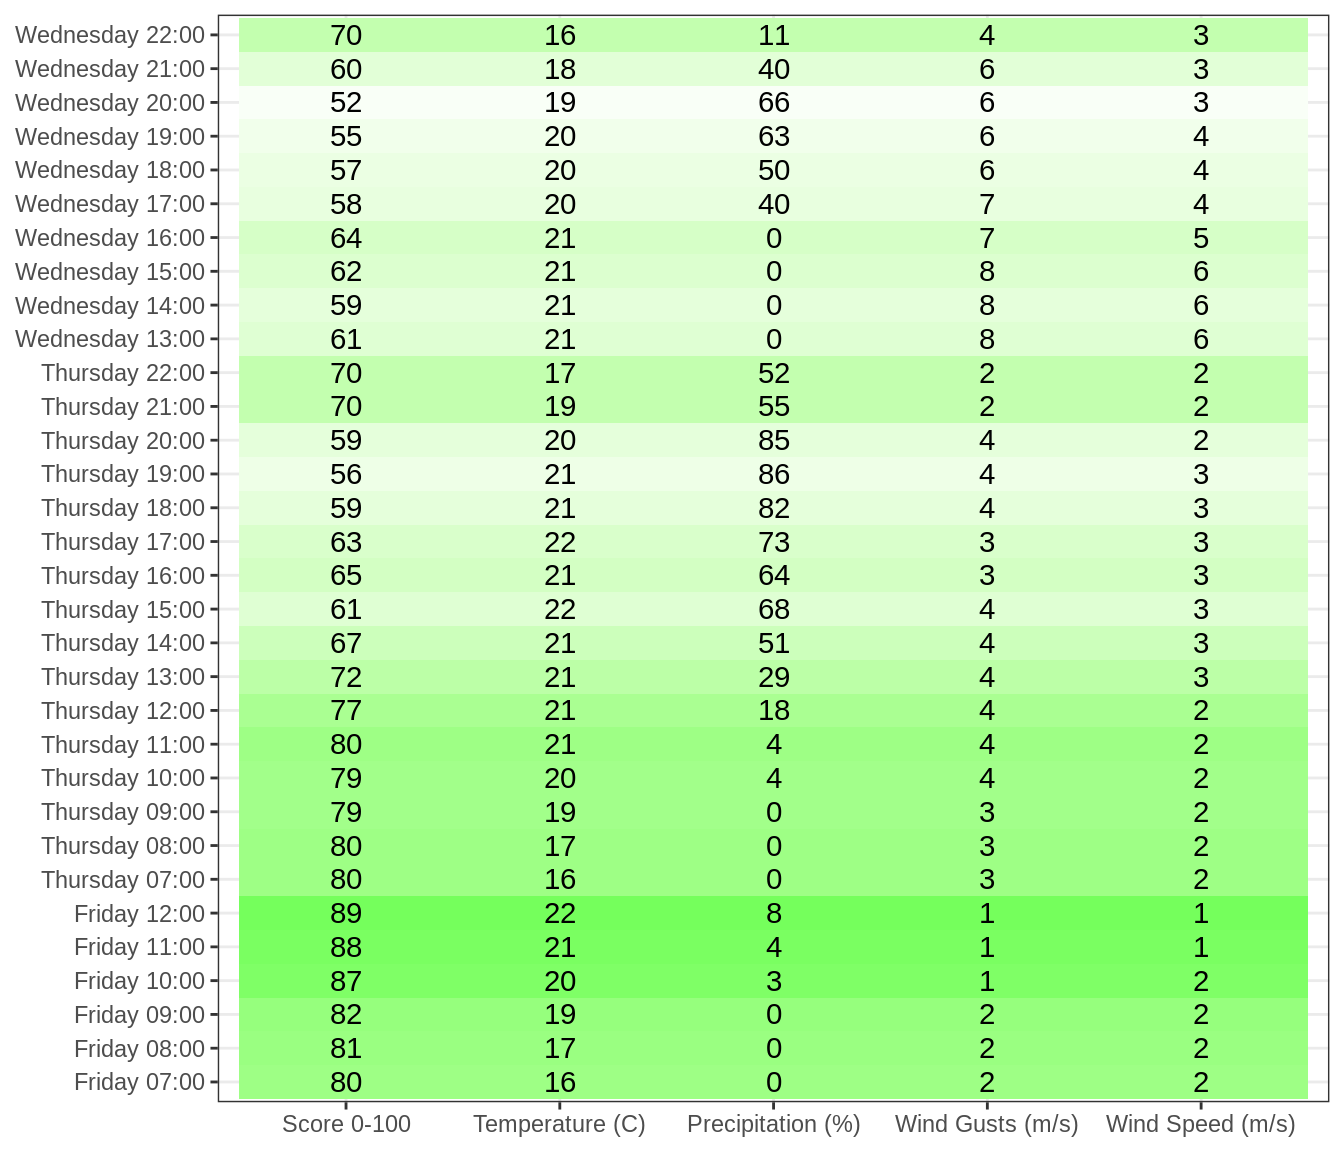 Wednesday 22:00 70 16 11 4 3
Wednesday 21:00 60 18 40 6 3
Wednesday 20:00 52 19 66 6 3
Wednesday 19:00 55 20 63 6 4
Wednesday 18:00 57 20 50 6 4
Wednesday 17:00 58 20 40 7 4
Wednesday 16:00 64 21 0 7 5
Wednesday 15:00 62 21 0 8 6
Wednesday 14:00 59 21 0 8 6
Wednesday 13:00 61 21 0 8 6
Thursday 22:00 70 17 52 2 2
Thursday 21:00 70 19 55 2 2
Thursday 20:00 59 20 85 4 2
Thursday 19:00 56 21 86 4 3
Thursday 18:00 59 21 82 4 3
Thursday 17:00 63 22 73 3 3
Thursday 16:00 65 21 64 3 3
Thursday 15:00 61 22 68 4 3
Thursday 14:00 67 21 51 4 3
Thursday 13:00 72 21 29 4 3
Thursday 12:00 77 21 18 4 2
Thursday 11:00 80 21 4 4 2
Thursday 10:00 79 20 4 4 2
Thursday 09:00 79 19 0 3 2
Thursday 08:00 80 17 0 3 2
Thursday 07:00 80 16 0 3 2
Friday 12:00 89 22 8 1 1
Friday 11:00 88 21 4 1 1
Friday 10:00 87 20 3 1 2
Friday 09:00 82 19 0 2 2
Friday 08:00 81 17 0 2 2
Friday 07:00 80 16 0 2 2
Score 0-100 Temperature (C) Precipitation (%) Wind Gusts (m/s) Wind Speed (m/s)